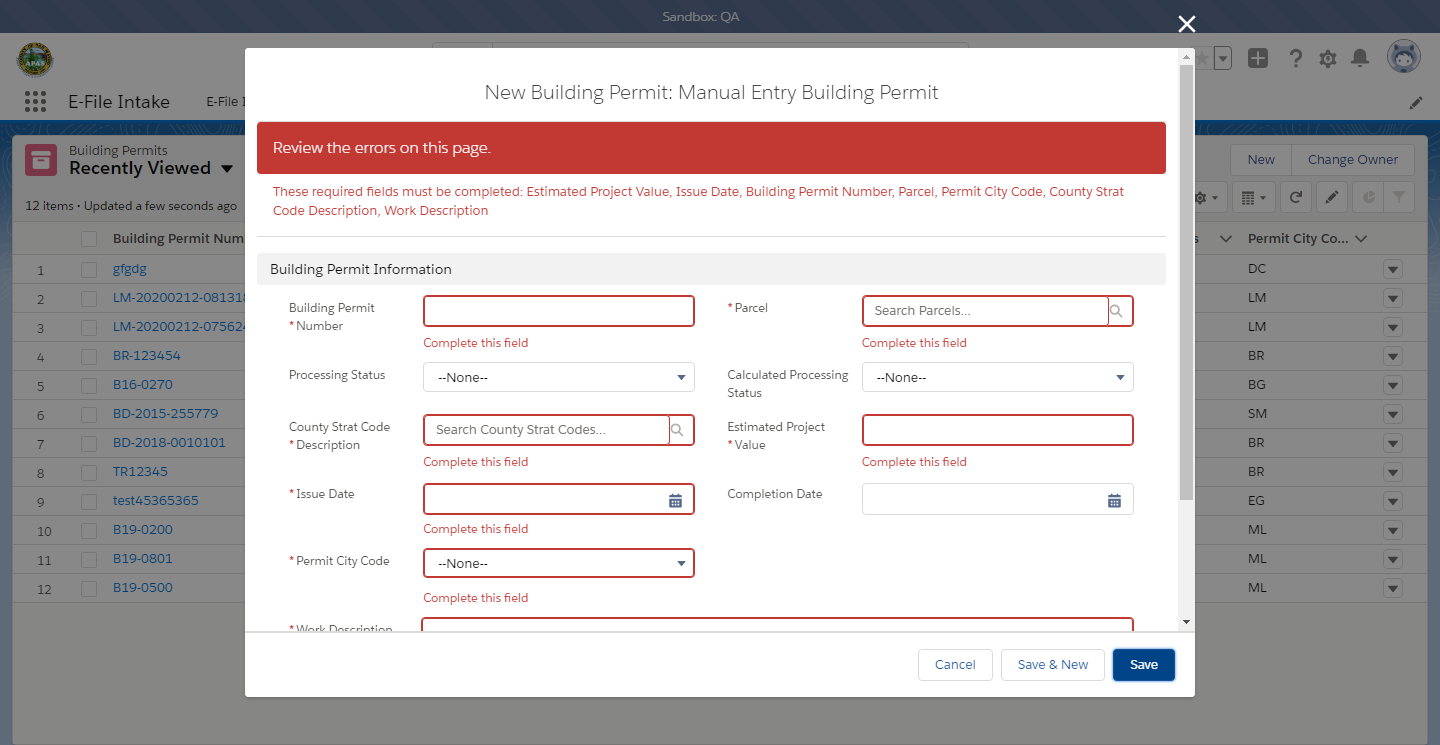 Sandbox: QA
E-File Intake
E-File I
Building Permits
Recently Viewed
New
Change Owner
12 items • Updated a few seconds ago
Building Permit Num
s
Permit City Co...
1 gfgdg DC
2 LM-20200212-081318 LM
3 LM-20200212-075624 LM
4 BR-123454 BR
5 B16-0270 BG
6 BD-2015-255779 SM
7 BD-2018-0010101 BR
8 TR12345 BR
9 test45365365 EG
10 B19-0200 ML
11 B19-0801 ML
12 B19-0500 ML
New Building Permit: Manual Entry Building Permit
Review the errors on this page.
These required fields must be completed: Estimated Project Value, Issue Date, Building Permit Number, Parcel, Permit City Code, County Strat
Code Description, Work Description
Building Permit Information
Building Permit
*Number
Complete this field
*Parcel
Search Parcels...
Complete this field
Processing Status
--None--
Calculated Processing
Status
--None--
County Strat Code
*Description
Search County Strat Codes...
Complete this field
Estimated Project
*Value
Complete this field
*Issue Date
Complete this field
Completion Date
*Permit City Code
--None--
Complete this field
*Work Description
Cancel
Save & New
Save